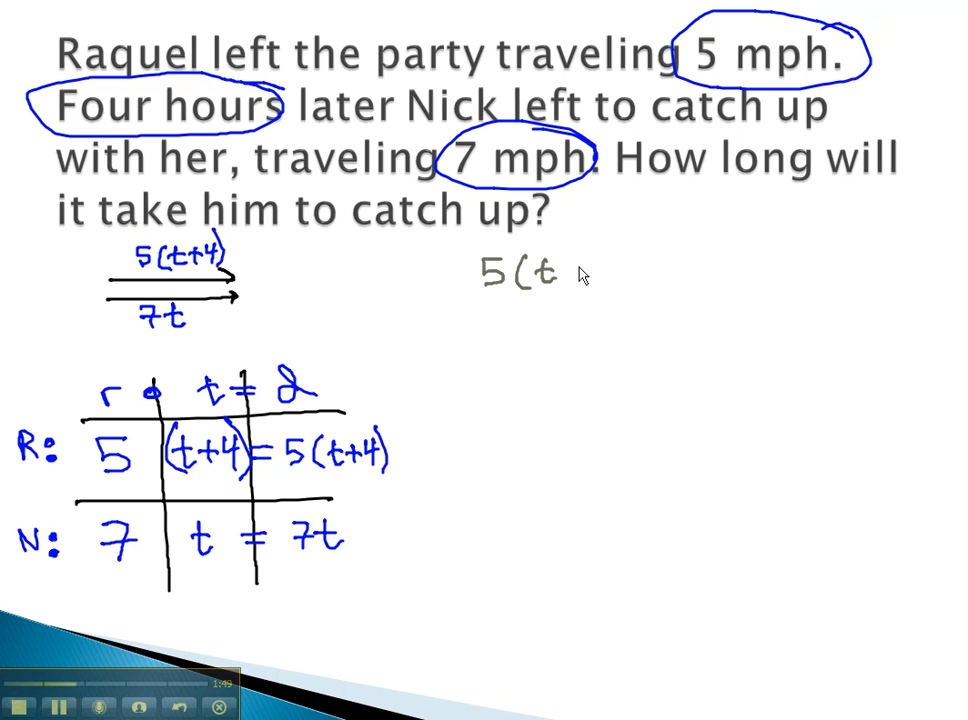 Raquel left the party traveling 5 mph.
Four hours later Nick left to catch up
with her, traveling 7 mph. How long will
it take him to catch up?
5(t+4)
7t
5(t
r • t = d
R: 5 (t+4) = 5(t+4)
N: 7 t = 7t
1:49